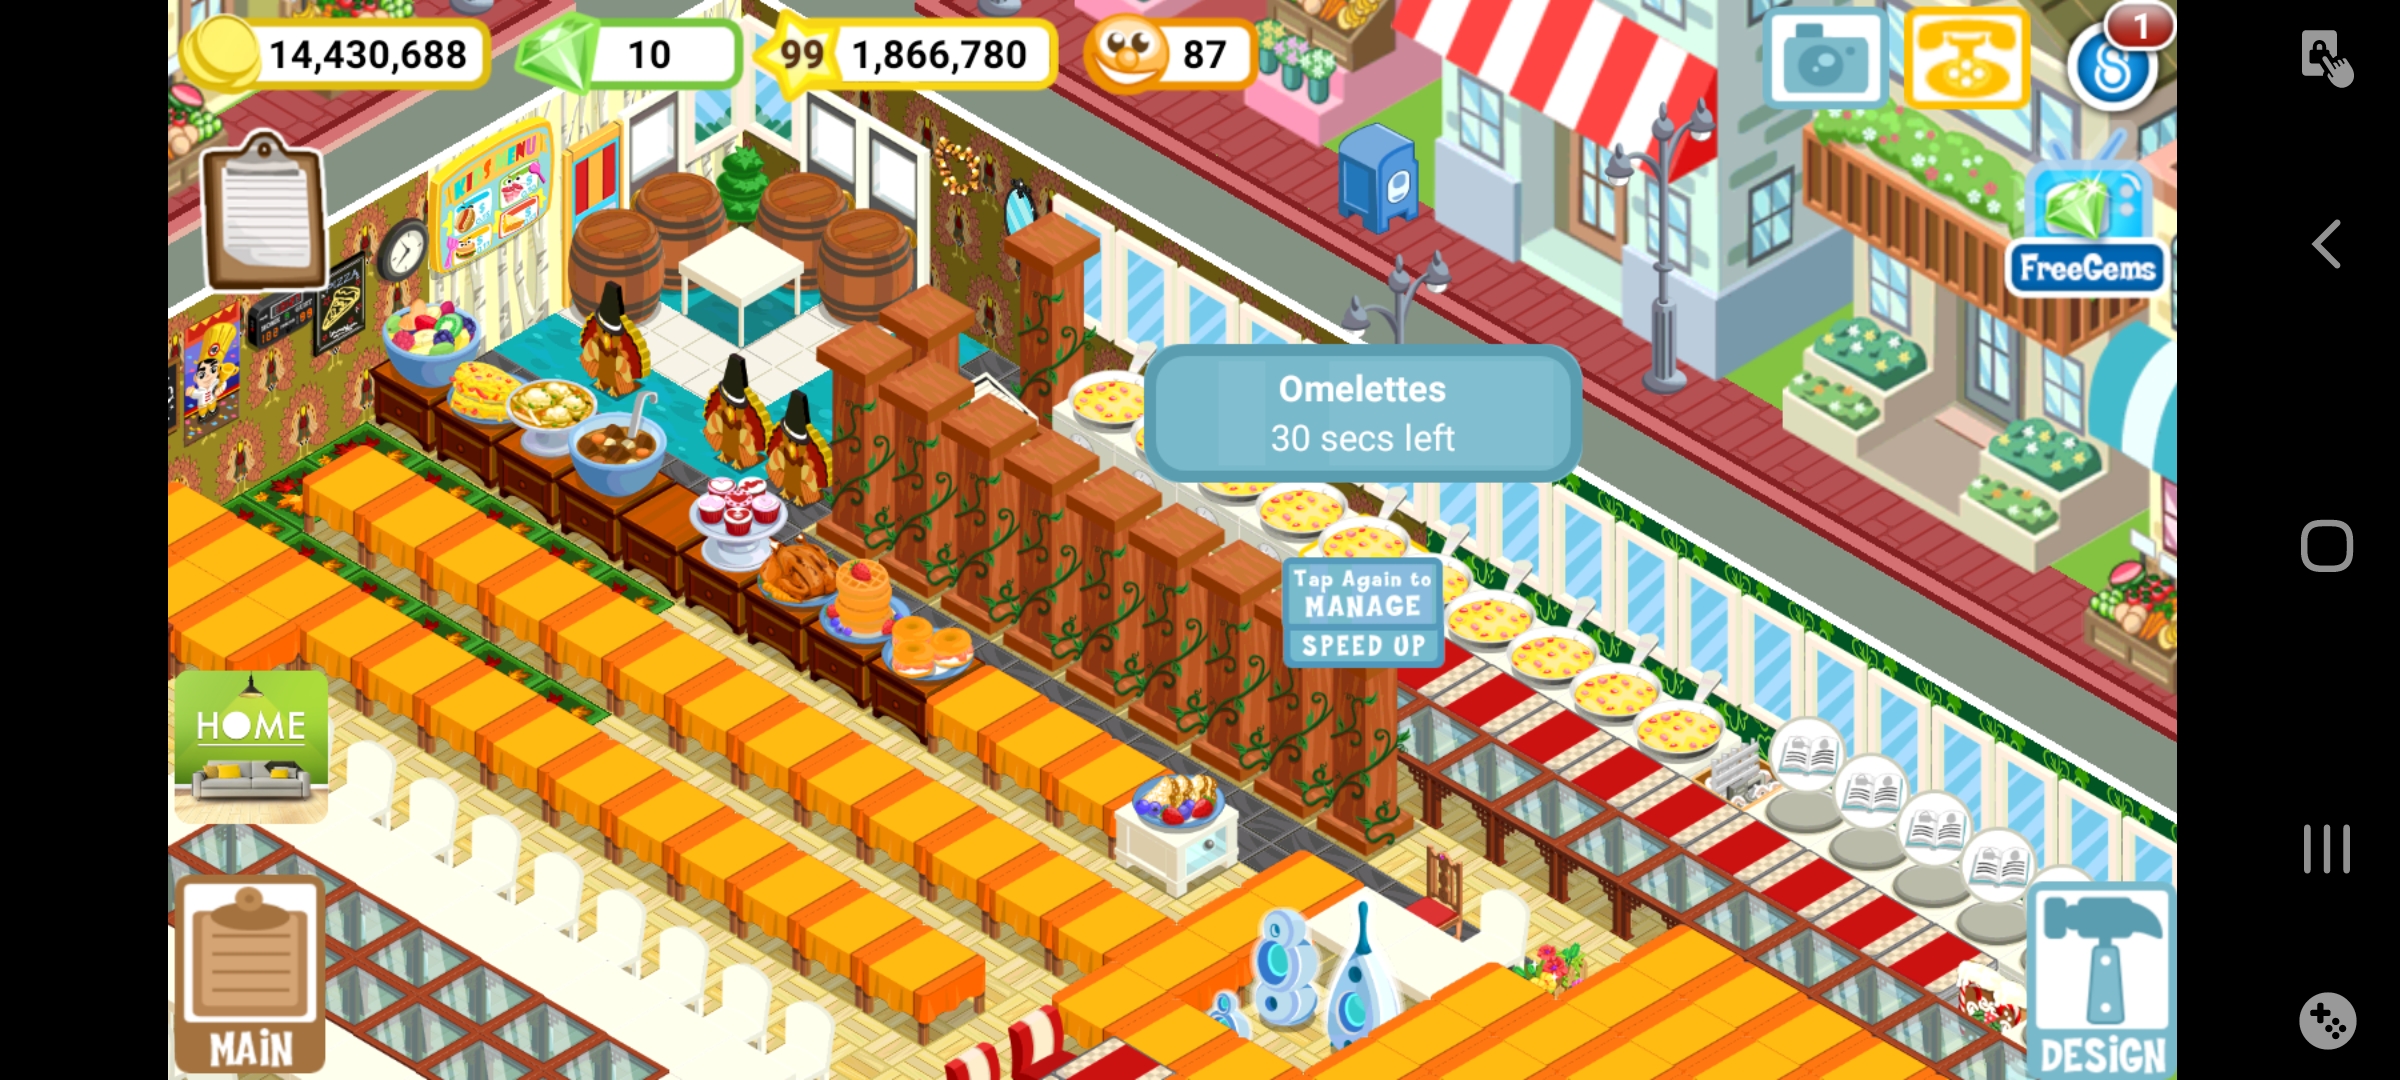 14,430,688
10
99
1,866,780
87
1
KIDS MENU
PIZZA
FreeGems
Omelettes
30 secs left
Tap Again to
MANAGE
SPEED UP
HOME
MAIN
DESIGN